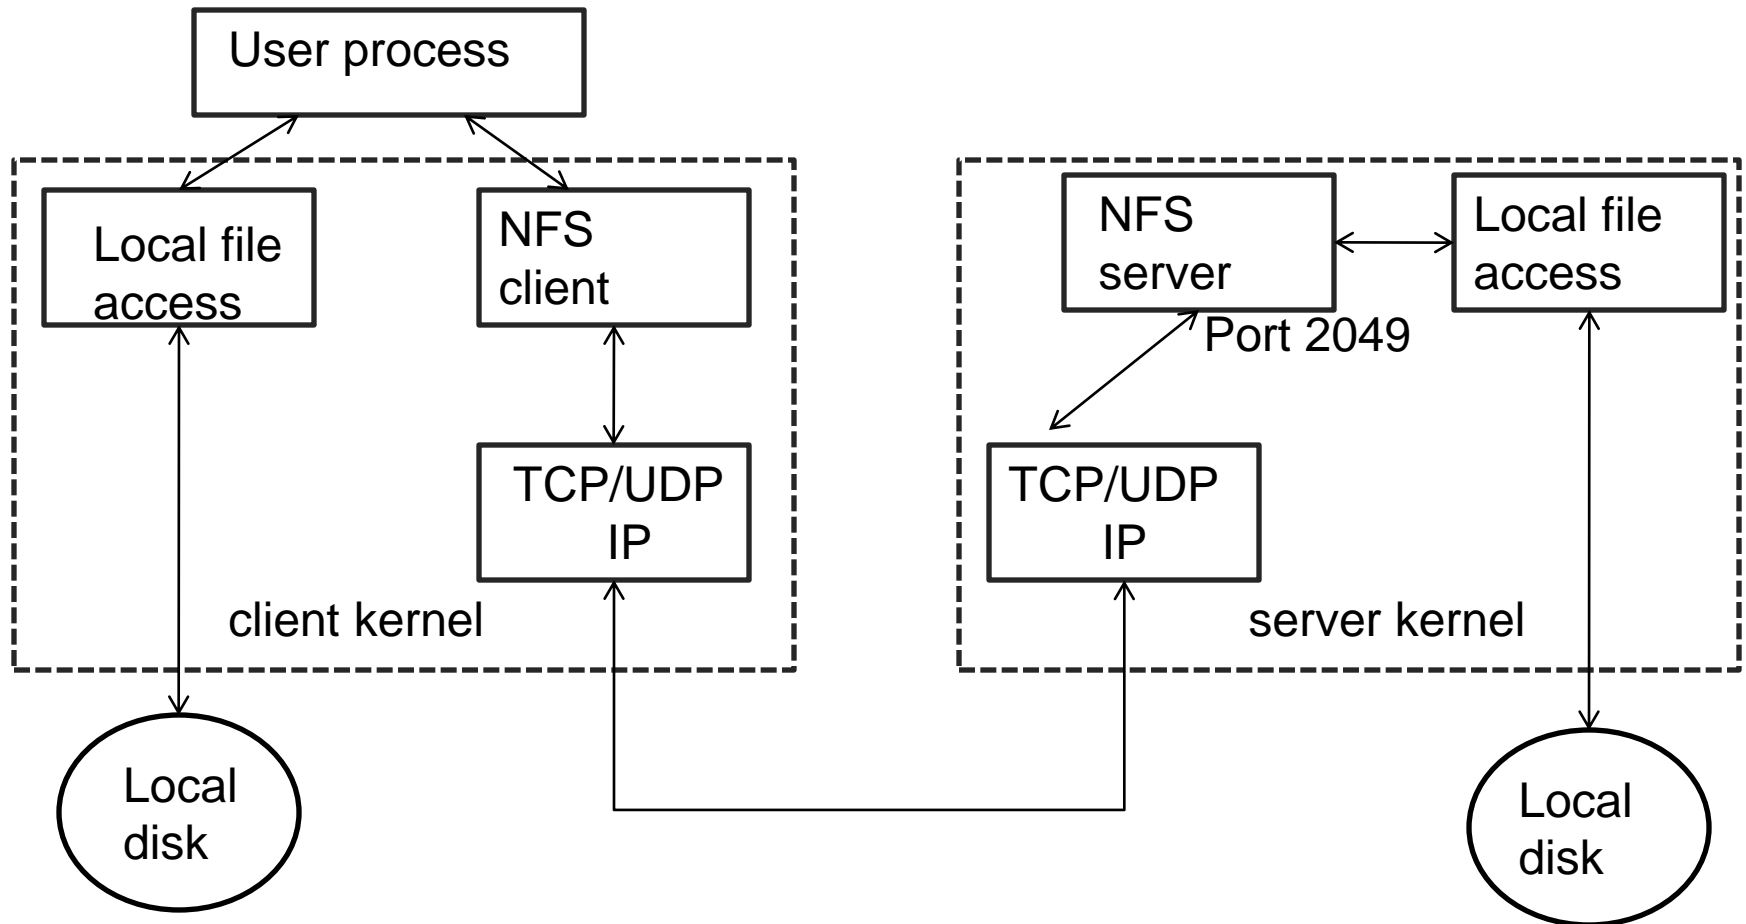 User process
Local file
access
NFS
client
NFS
server
Local file
access
Port 2049
TCP/UDP
IP
TCP/UDP
IP
client kernel
server kernel
Local
disk
Local
disk